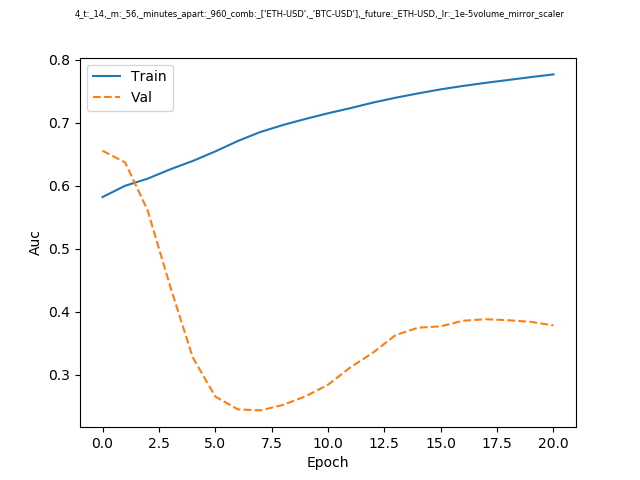 4_t:_14,_m:_56,_minutes_apart:_960_comb:_['ETH-USD',_'BTC-USD'],_future:_ETH-USD,_lr:_1e-5volume_mirror_scaler
0.8
Train
Val
0.7
0.6
0.5
0.4
0.3
Auc
0.0 2.5 5.0 7.5 10.0 12.5 15.0 17.5 20.0
Epoch